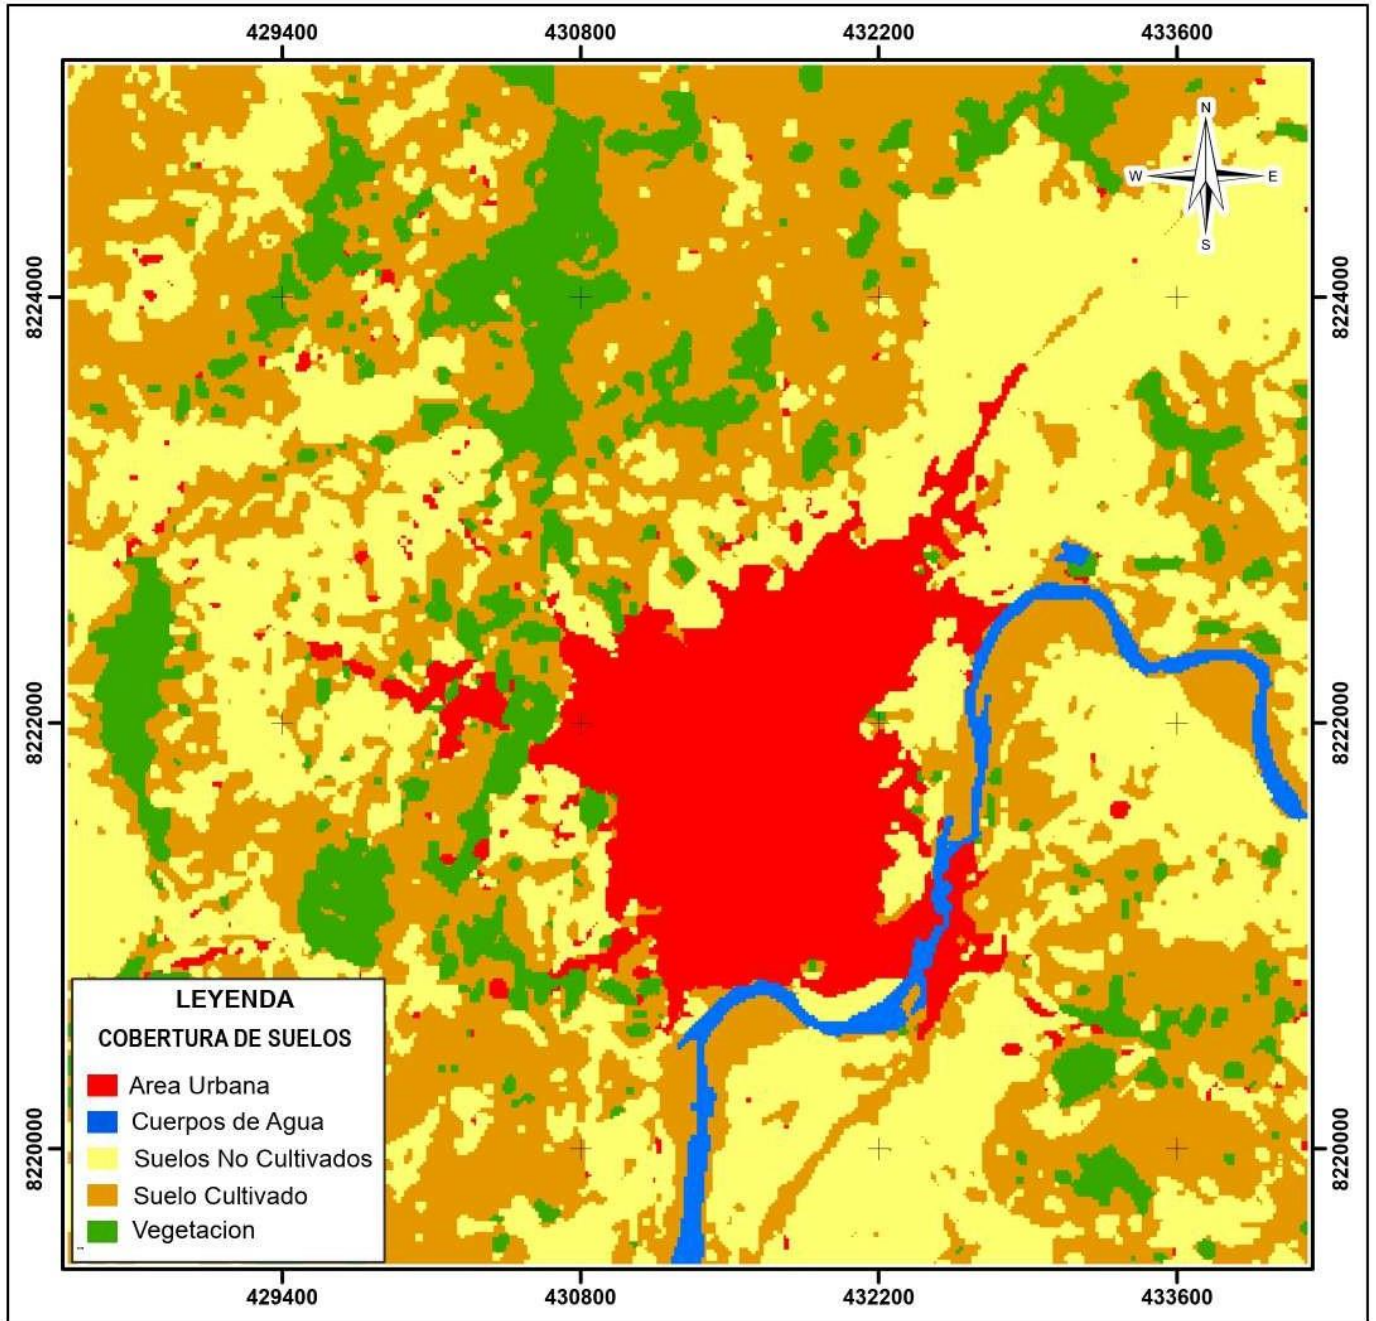 429400 430800 432200 433600
N
W E
S
8224000 8224000
8222000 8222000
8220000 8220000
LEYENDA
COBERTURA DE SUELOS
Area Urbana
Cuerpos de Agua
Suelos No Cultivados
Suelo Cultivado
Vegetacion
429400 430800 432200 433600